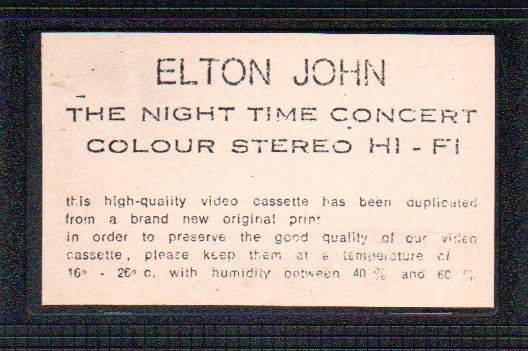 ELTON JOHN
THE NIGHT TIME CONCERT
COLOUR STEREO HI - FI
this high-quality video cassette has been duplicated
from a brand new original print
in order to preserve the good quality of our video
cassette, please keep them at a temperature of
16º - 26º c. with humidity between 40 % and 60 %